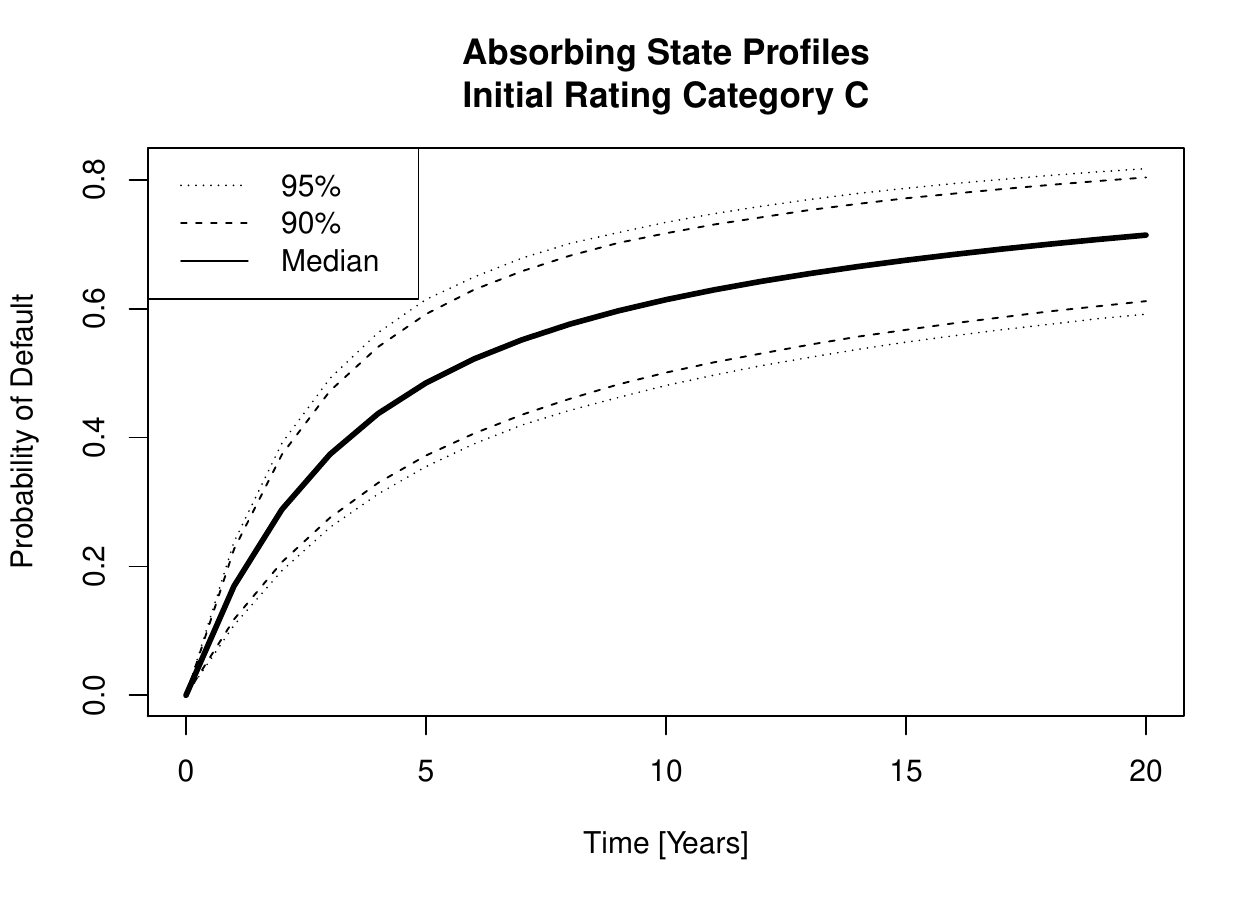 Absorbing State Profiles
Initial Rating Category C
95%
90%
Median
Probability of Default
0.0
0.2
0.4
0.6
0.8
0
5
10
15
20
Time [Years]